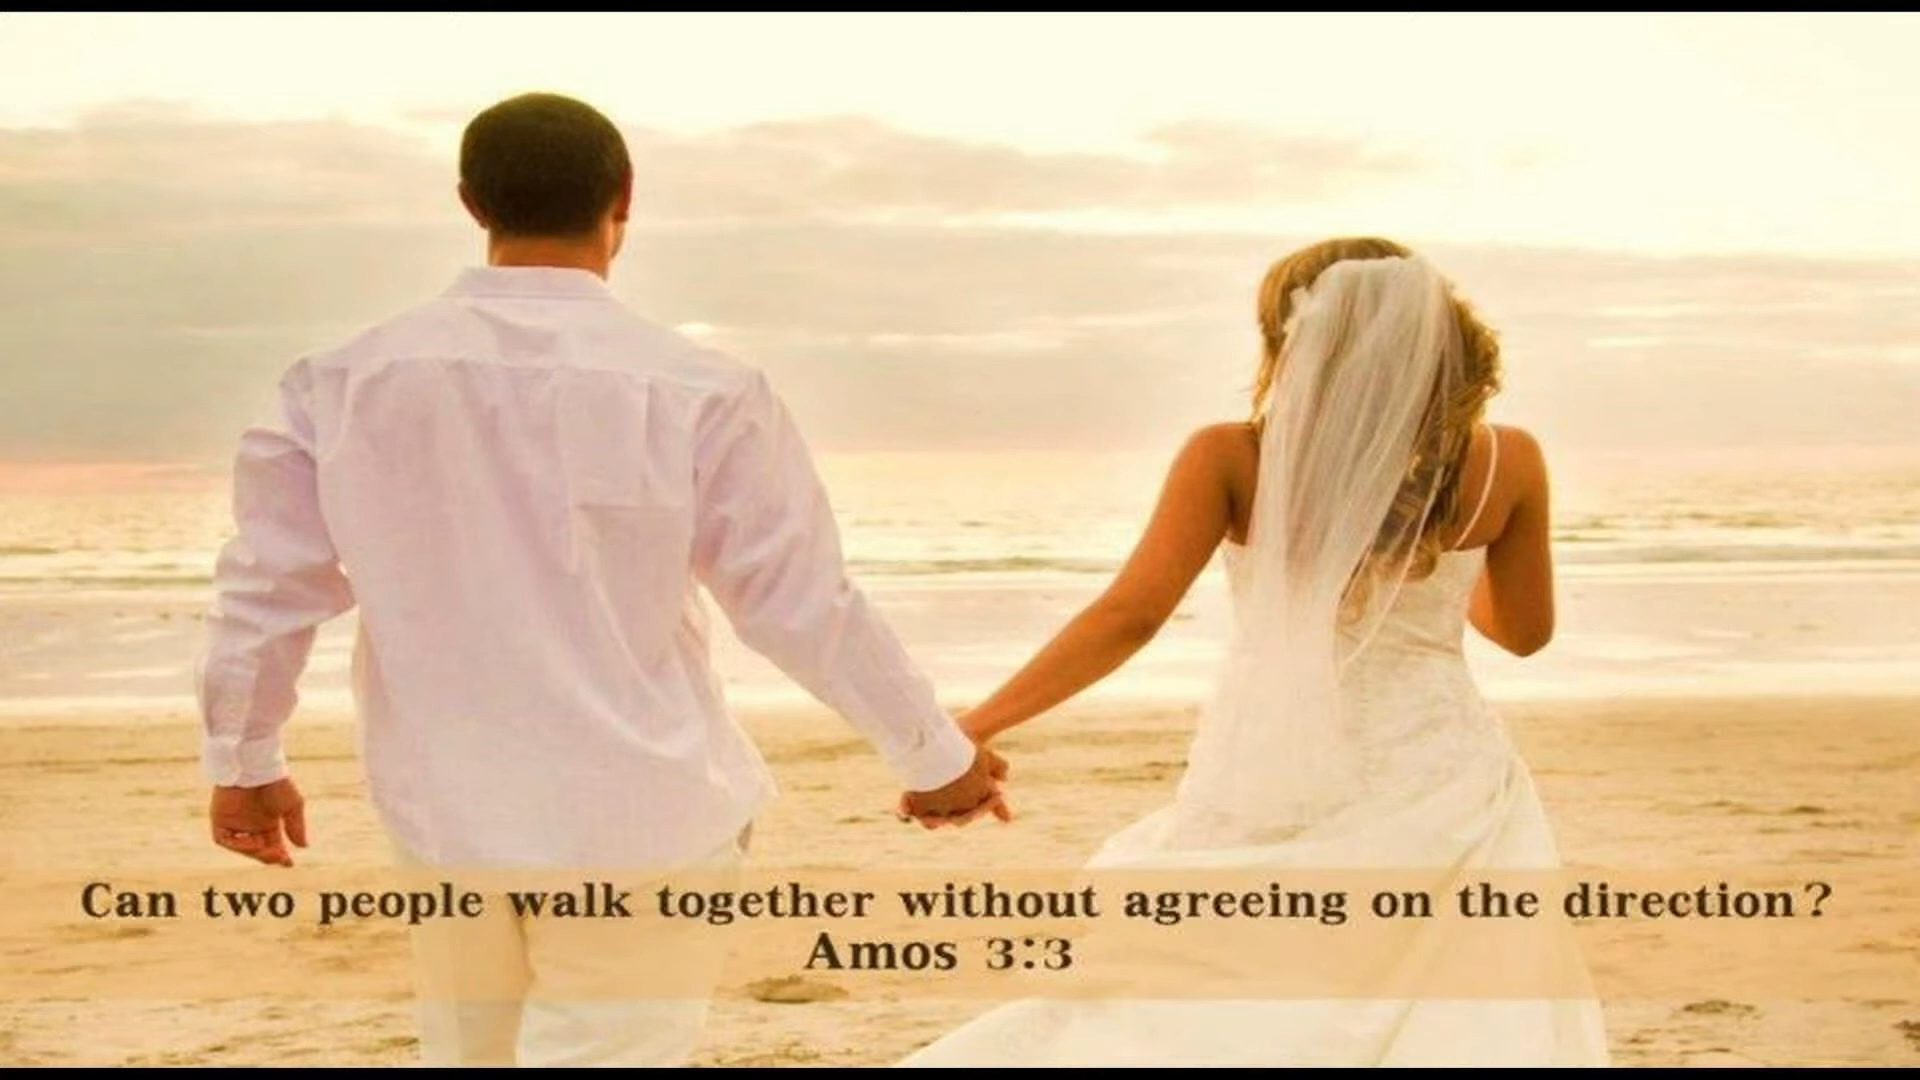 Can two people walk together without agreeing on the direction?
Amos 3:3